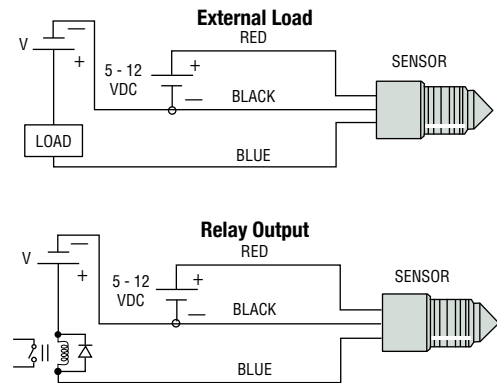 External Load
RED
SENSOR
V
—
+
5 - 12
VDC
+
—
BLACK
LOAD
BLUE
Relay Output
RED
SENSOR
V
—
+
5 - 12
VDC
+
—
BLACK
BLUE